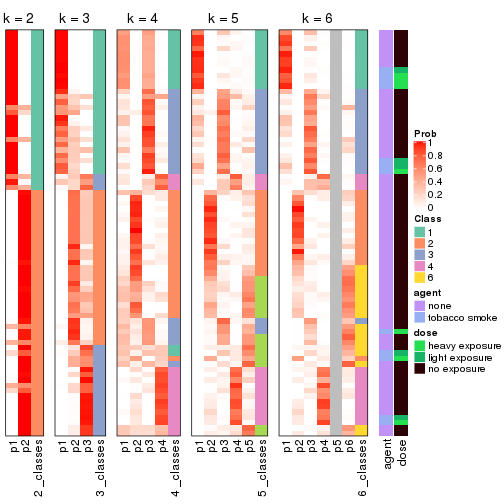 k = 2
k = 3
k = 4
k = 5
k = 6
p1
p2
2_classes
p1
p2
p3
3_classes
p1
p2
p3
p4
4_classes
p1
p2
p3
p4
p5
5_classes
p1
p2
p3
p4
p5
p6
6_classes
agent
dose
Prob
1
0.8
0.6
0.4
0.2
0
Class
1
2
3
4
6
agent
none
tobacco smoke
dose
heavy exposure
light exposure
no exposure